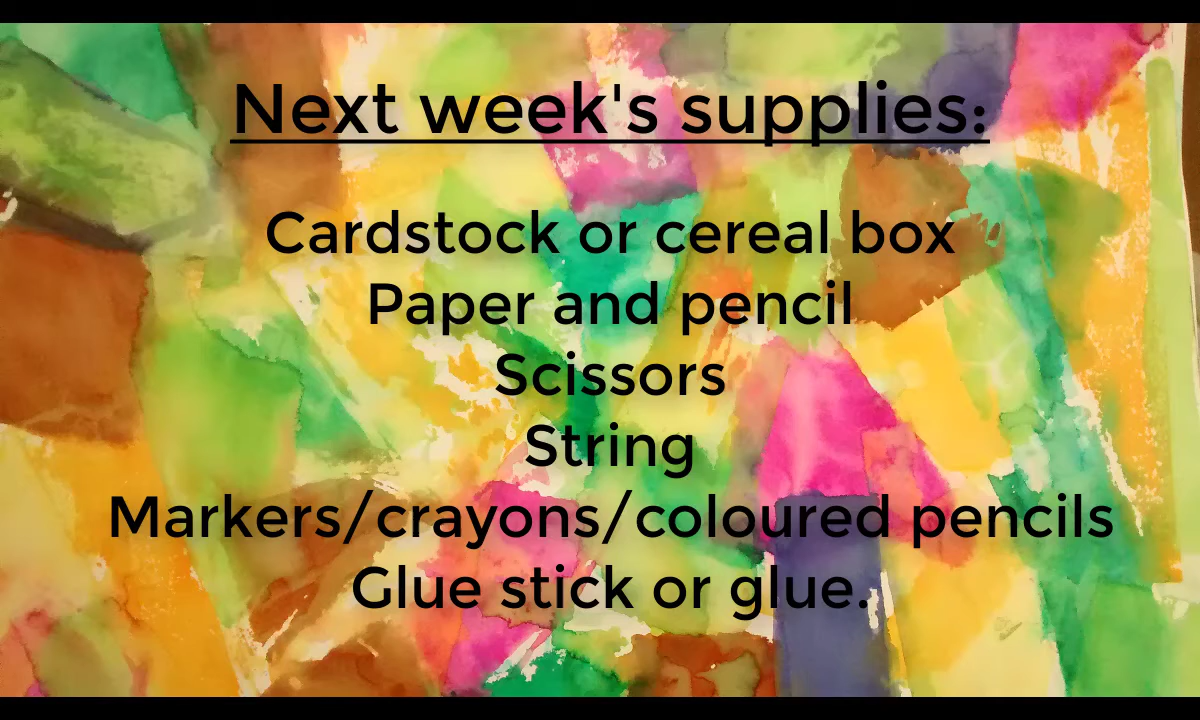 Next week's supplies:
Cardstock or cereal box
Paper and pencil
Scissors
String
Markers/crayons/coloured pencils
Glue stick or glue.